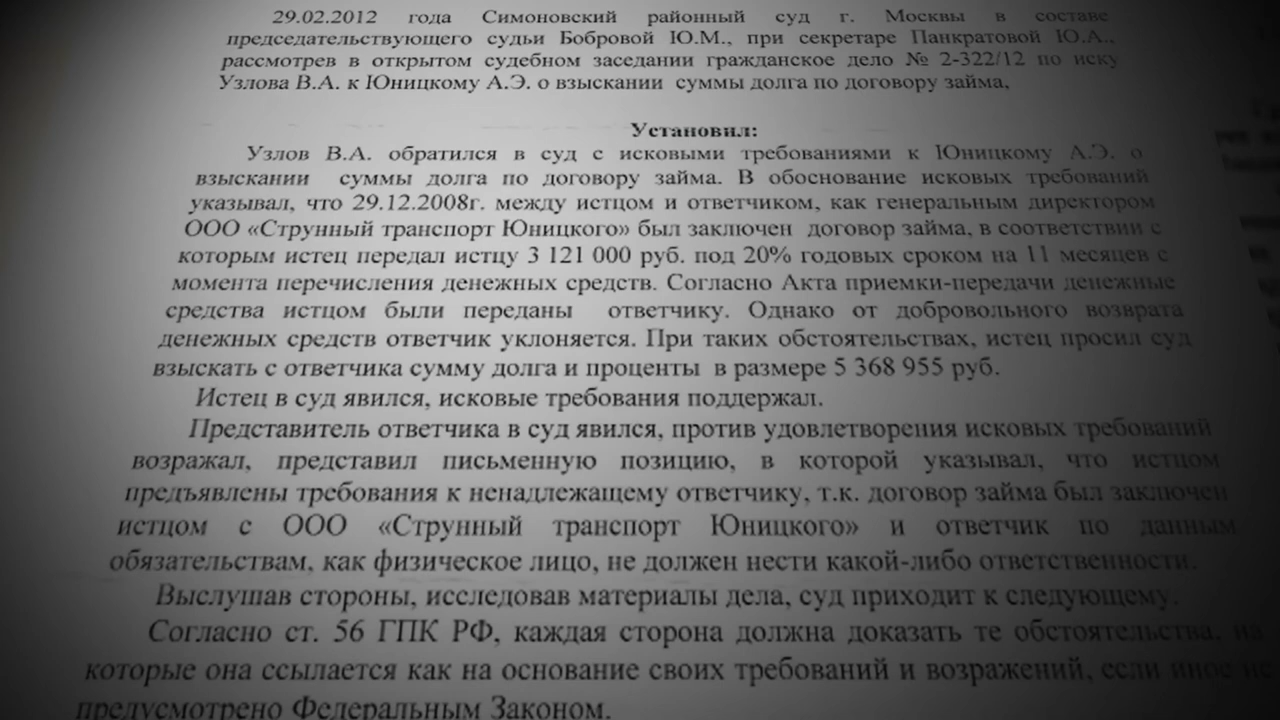 29.02.2012 года Симоновский районный суд г. Москвы в составе
председательствующего судьи Бобровой Ю.М., при секретаре Панкратовой Ю.А.,
рассмотрев в открытом судебном заседании гражданское дело № 2-322/12 по иску
Узлова В.А. к Юницкому А.Э. о взыскании суммы долга по договору займа,
Установил:
Узлов В.А. обратился в суд с исковыми требованиями к Юницкому А.Э. о
взыскании суммы долга по договору займа. В обоснование исковых требований
указывал, что 29.12.2008г. между истцом и ответчиком, как генеральным директором
ООО «Струнный транспорт Юницкого» был заключен договор займа, в соответствии с
которым истец передал истцу 3 121 000 руб. под 20% годовых сроком на 11 месяцев с
момента перечисления денежных средств. Согласно Акта приемки-передачи денежные
средства истцом были переданы ответчику. Однако от добровольного возврата
денежных средств ответчик уклоняется. При таких обстоятельствах, истец просил суд
взыскать с ответчика сумму долга и проценты в размере 5 368 955 руб.
Истец в суд явился, исковые требования поддержал.
Представитель ответчика в суд явился, против удовлетворения исковых требований
возражал, представил письменную позицию, в которой указывал, что истцом
предъявлены требования к ненадлежащему ответчику, т.к. договор займа был заключен
истцом с ООО «Струнный транспорт Юницкого» и ответчик по данным
обязательствам, как физическое лицо, не должен нести какой-либо ответственности.
Выслушав стороны, исследовав материалы дела, суд приходит к следующему.
Согласно ст. 56 ГПК РФ, каждая сторона должна доказать те обстоятельства, на
которые она ссылается как на основание своих требований и возражений, если иное не
предусмотрено Федеральным Законом.